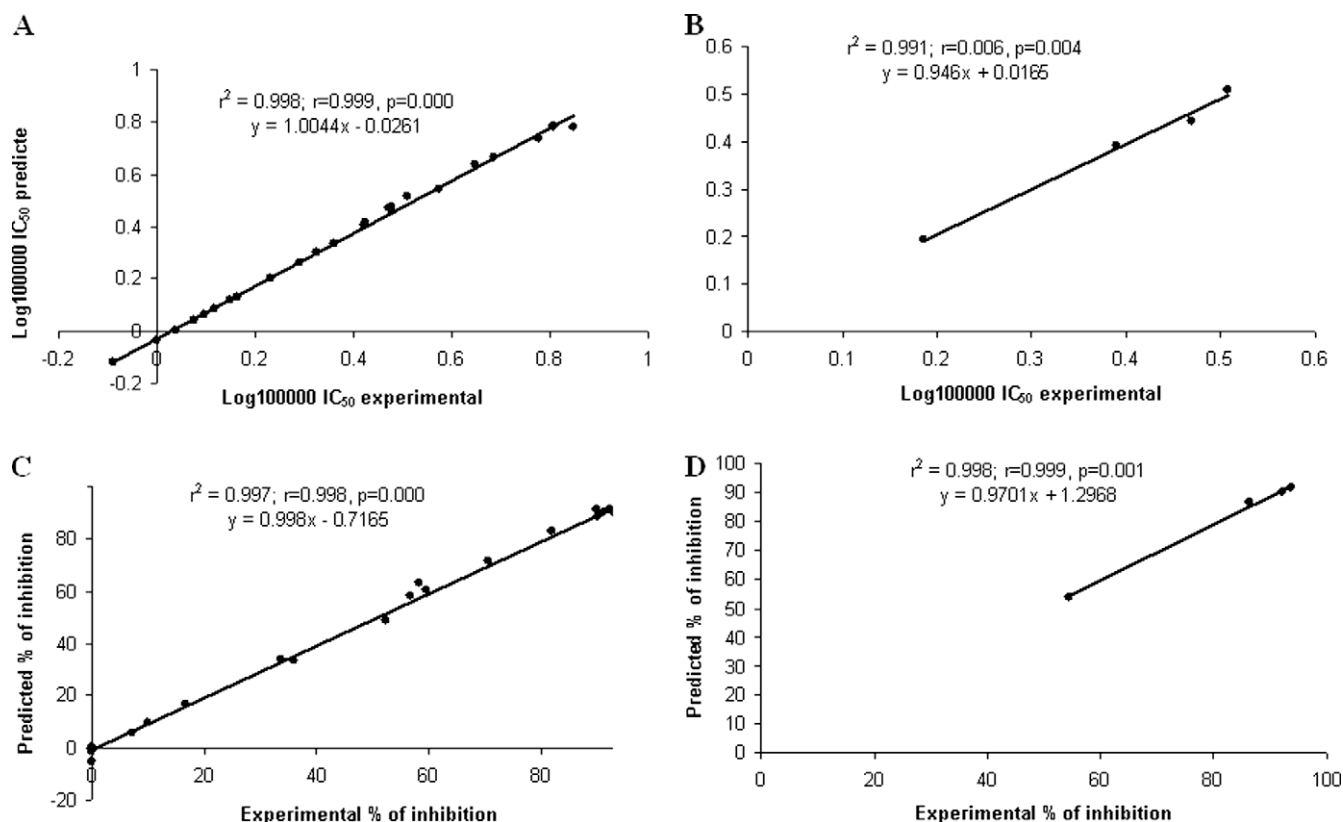 A
r² = 0.998; r=0.999, p=0.000
y = 1.0044x - 0.0261
Log100000 IC₅₀ predicte
1
0.8
0.6
0.4
0.2
0
-0.2
-0.2
0
0.2
0.4
0.6
0.8
1
Log100000 IC₅₀ experimental
B
r² = 0.991; r=0.006, p=0.004
y = 0.946x + 0.0165
0.6
0.5
0.4
0.3
0.2
0.1
0
0
0.1
0.2
0.3
0.4
0.5
0.6
Log100000 IC₅₀ experimental
C
r² = 0.997; r=0.998, p=0.000
y = 0.998x - 0.7165
Predicted % of inhibition
80
60
40
20
0
-20
0
20
40
60
80
Experimental % of inhibition
D
r² = 0.998; r=0.999, p=0.001
y = 0.9701x + 1.2968
Predicted % of inhibition
100
90
80
70
60
50
40
30
20
10
0
0
20
40
60
80
100
Experimental % of inhibition